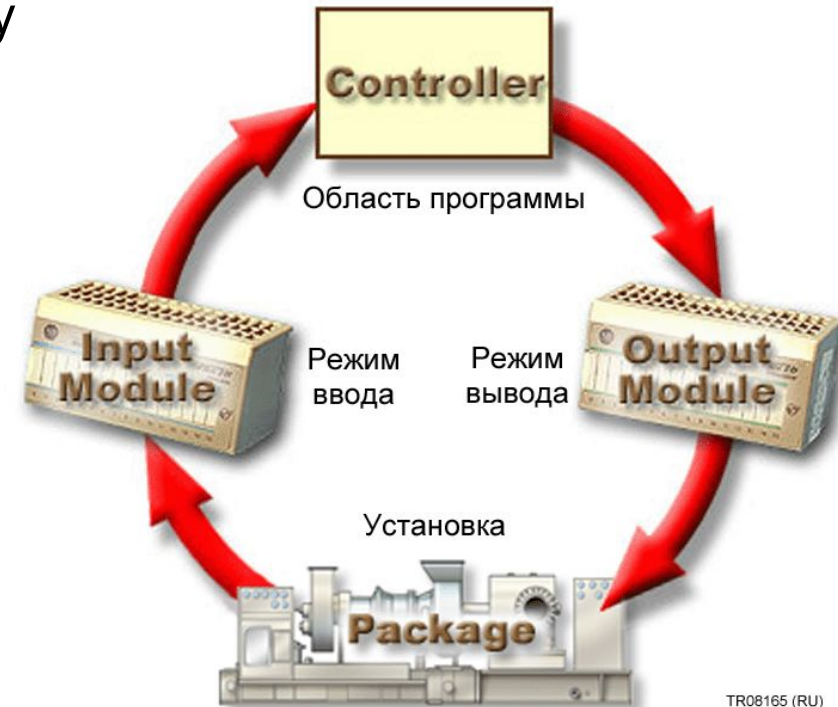 у
Controller
Область программы
Input
Module
Режим
ввода
Режим
вывода
Output
Module
Установка
Package
TR08165 (RU)